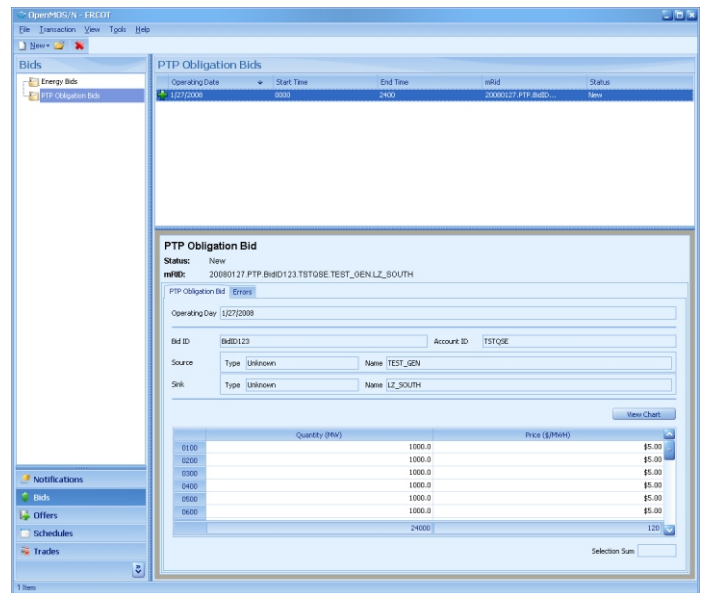 OpenMOS/N - ERCOT
File Transaction View Tools Help
New
Bids
PTP Obligation Bids
Energy Bids
PTP Obligation Bids
Operating Date Start Time End Time mRid Status
1/27/2008 0000 2400 20080127.PTP.BidID... New
PTP Obligation Bid
Status: New
mRID: 20080127.PTP.BidID123.TSTQSE.TEST_GEN.LZ_SOUTH
PTP Obligation Bid Errors
Operating Day 1/27/2008
Bid ID BidID123 Account ID TSTQSE
Source Type Unknown Name TEST_GEN
Sink Type Unknown Name LZ_SOUTH
View Chart
Quantity (MW) Price ($/MWH)
0100 1000.0 $5.00
0200 1000.0 $5.00
0300 1000.0 $5.00
0400 1000.0 $5.00
0500 1000.0 $5.00
0600 1000.0 $5.00
24000 120
Selection Sum
Notifications
Bids
Offers
Schedules
Trades
1 Item